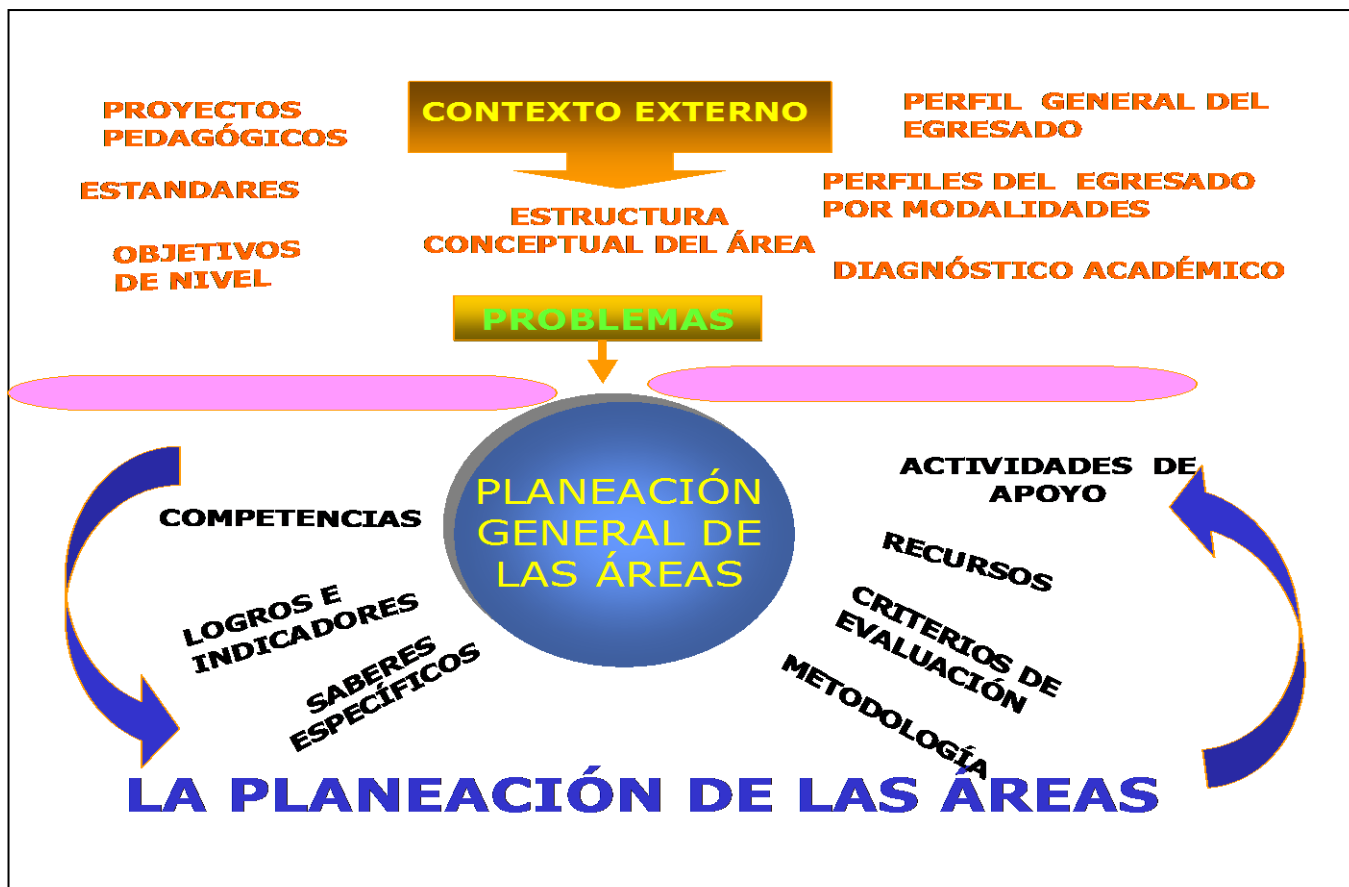 PROYECTOS
PEDAGÓGICOS
ESTANDARES
OBJETIVOS
DE NIVEL
CONTEXTO EXTERNO
ESTRUCTURA
CONCEPTUAL DEL ÁREA
PERFIL GENERAL DEL
EGRESADO
PERFILES DEL EGRESADO
POR MODALIDADES
DIAGNÓSTICO ACADÉMICO
PROBLEMAS
PLANEACIÓN
GENERAL DE
LAS ÁREAS
COMPETENCIAS
LOGROS E
INDICADORES
SABERES
ESPECÍFICOS
ACTIVIDADES DE
APOYO
RECURSOS
CRITERIOS DE
EVALUACIÓN
METODOLOGÍA
LA PLANEACIÓN DE LAS ÁREAS